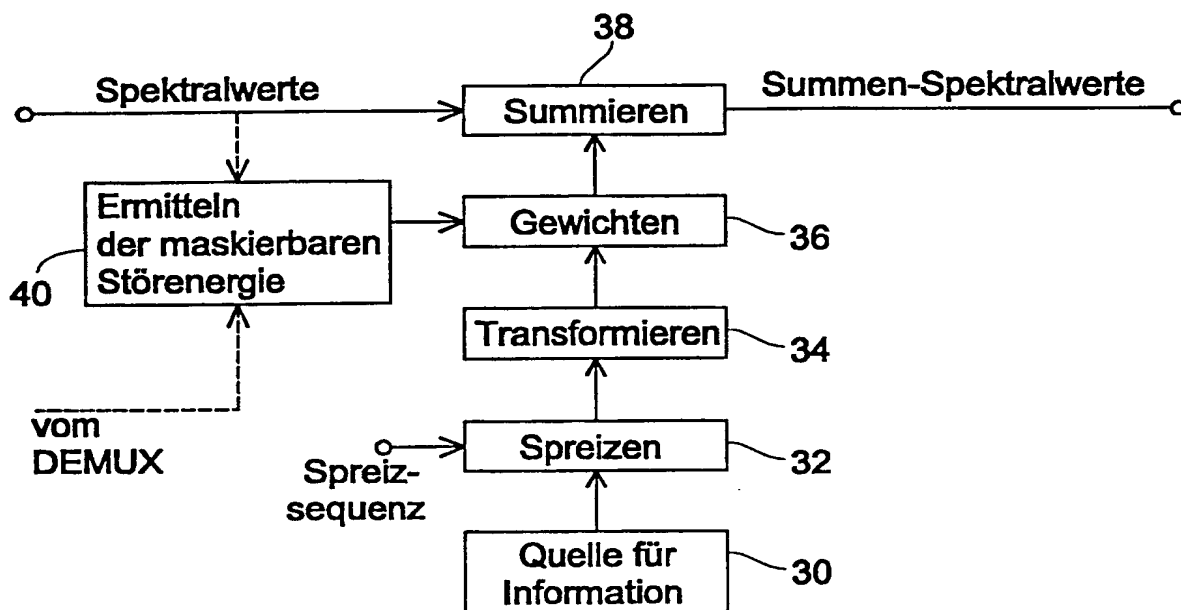 38
Spektralwerte
Summieren
Summen-Spektralwerte
Ermitteln
der maskierbaren
Störenergie
40
Gewichten
36
Transformieren
34
vom
DEMUX
Spreiz-
sequenz
Spreizen
32
Quelle für
Information
30